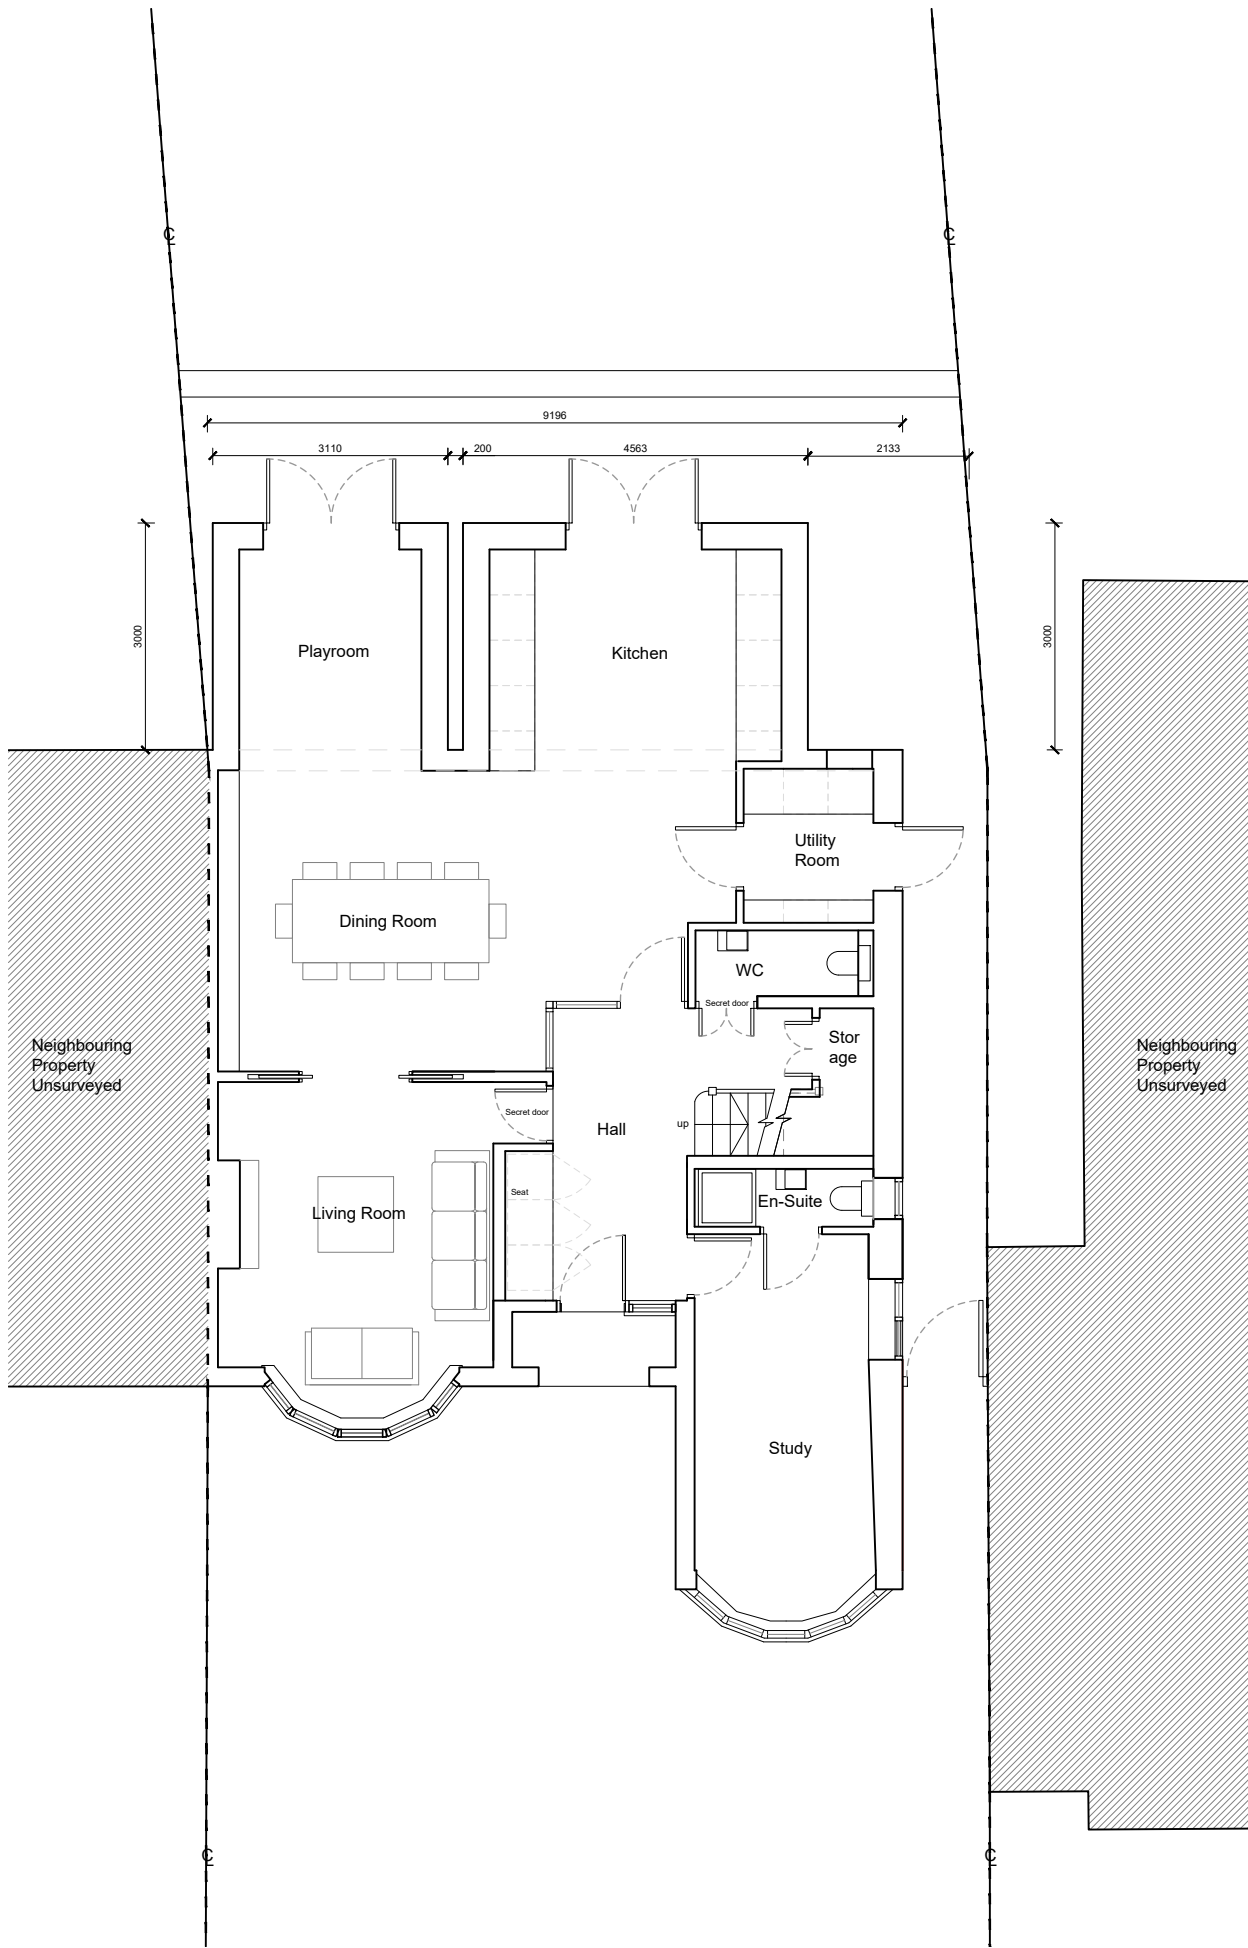 ℄
℄
9196
3110
200
4563
2133
3000
3000
Playroom
Kitchen
Utility
Room
Dining Room
WC
Secret door
Stor
age
Neighbouring
Property
Unsurveyed
Neighbouring
Property
Unsurveyed
Secret door
Hall
up
Seat
En-Suite
Living Room
Study
℄
℄